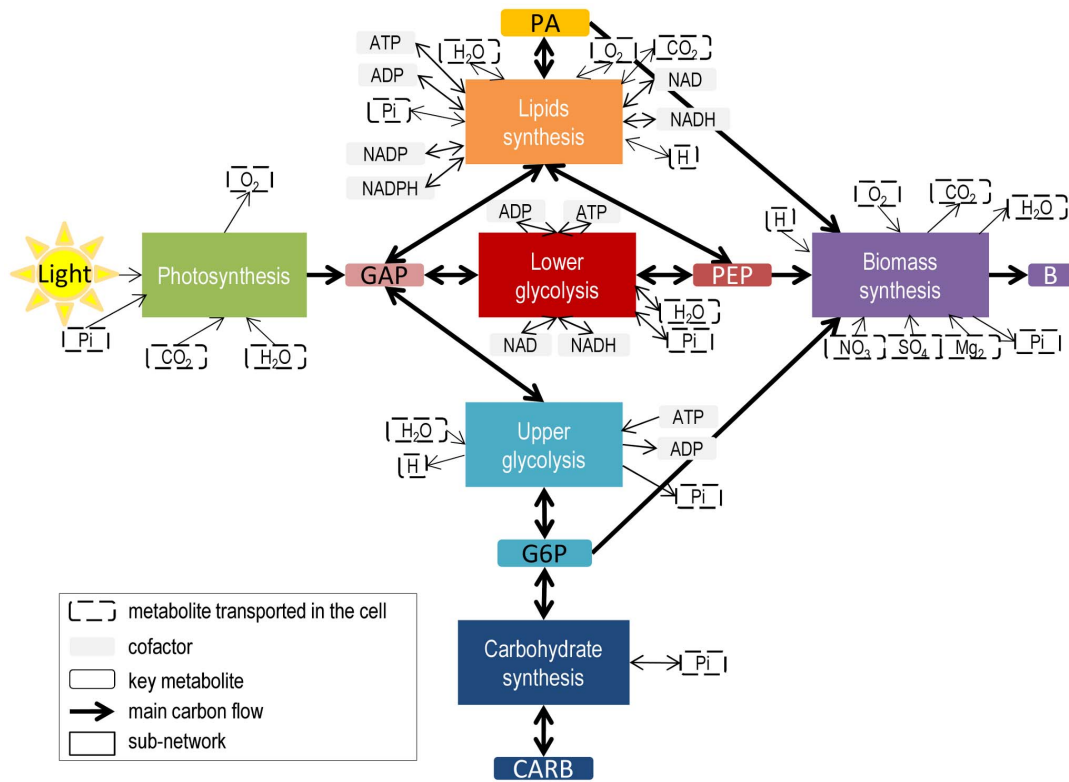 PA
ATP
H2O
O2
CO2
ADP
NAD
Pi
Lipids
synthesis
NADH
NADP
H
NADPH
O2
ADP
ATP
O2
CO2
H2O
H
Light
Photosynthesis
GAP
Lower
glycolysis
PEP
Biomass
synthesis
B
H2O
Pi
CO2
H2O
NAD
NADH
Pi
NO3
SO4
Mg2
Pi
H2O
H
Upper
glycolysis
ATP
ADP
Pi
G6P
metabolite transported in the cell
cofactor
key metabolite
main carbon flow
sub-network
Carbohydrate
synthesis
Pi
CARB